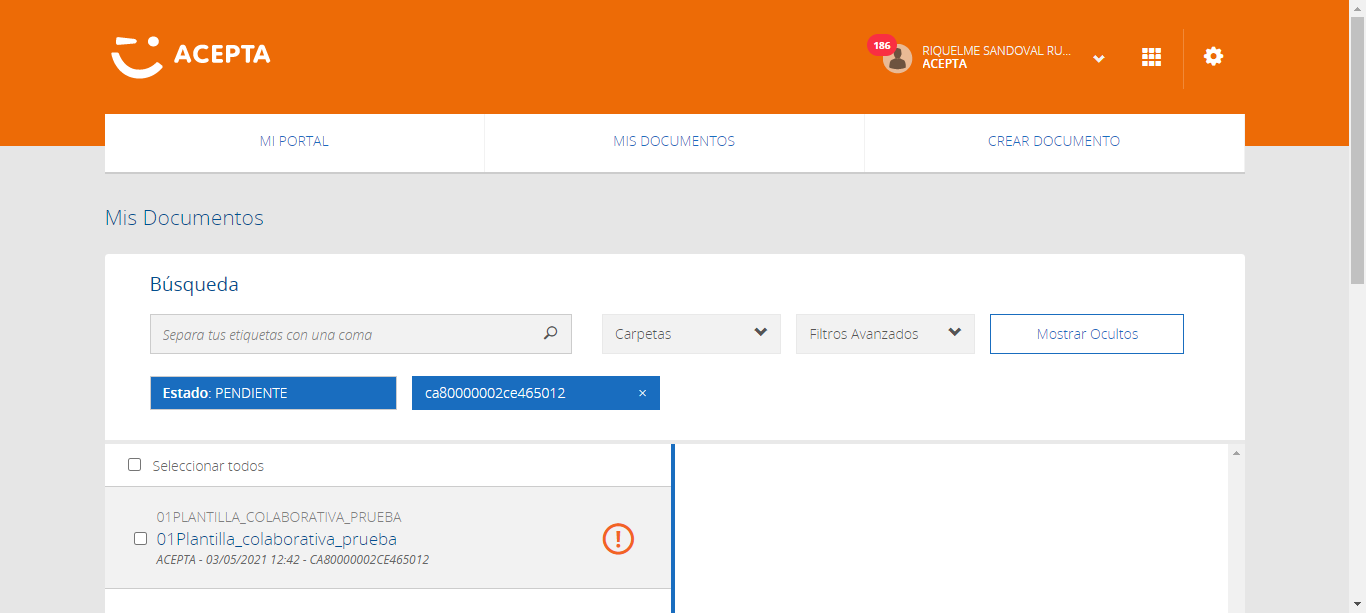 ACEPTA
186
RIQUELME SANDOVAL RU...
ACEPTA
MI PORTAL
MIS DOCUMENTOS
CREAR DOCUMENTO
Mis Documentos
Búsqueda
Separa tus etiquetas con una coma
Carpetas
Filtros Avanzados
Mostrar Ocultos
Estado: PENDIENTE
ca80000002ce465012 ×
Seleccionar todos
01PLANTILLA_COLABORATIVA_PRUEBA
01Plantilla_colaborativa_prueba
ACEPTA - 03/05/2021 12:42 - CA80000002CE465012